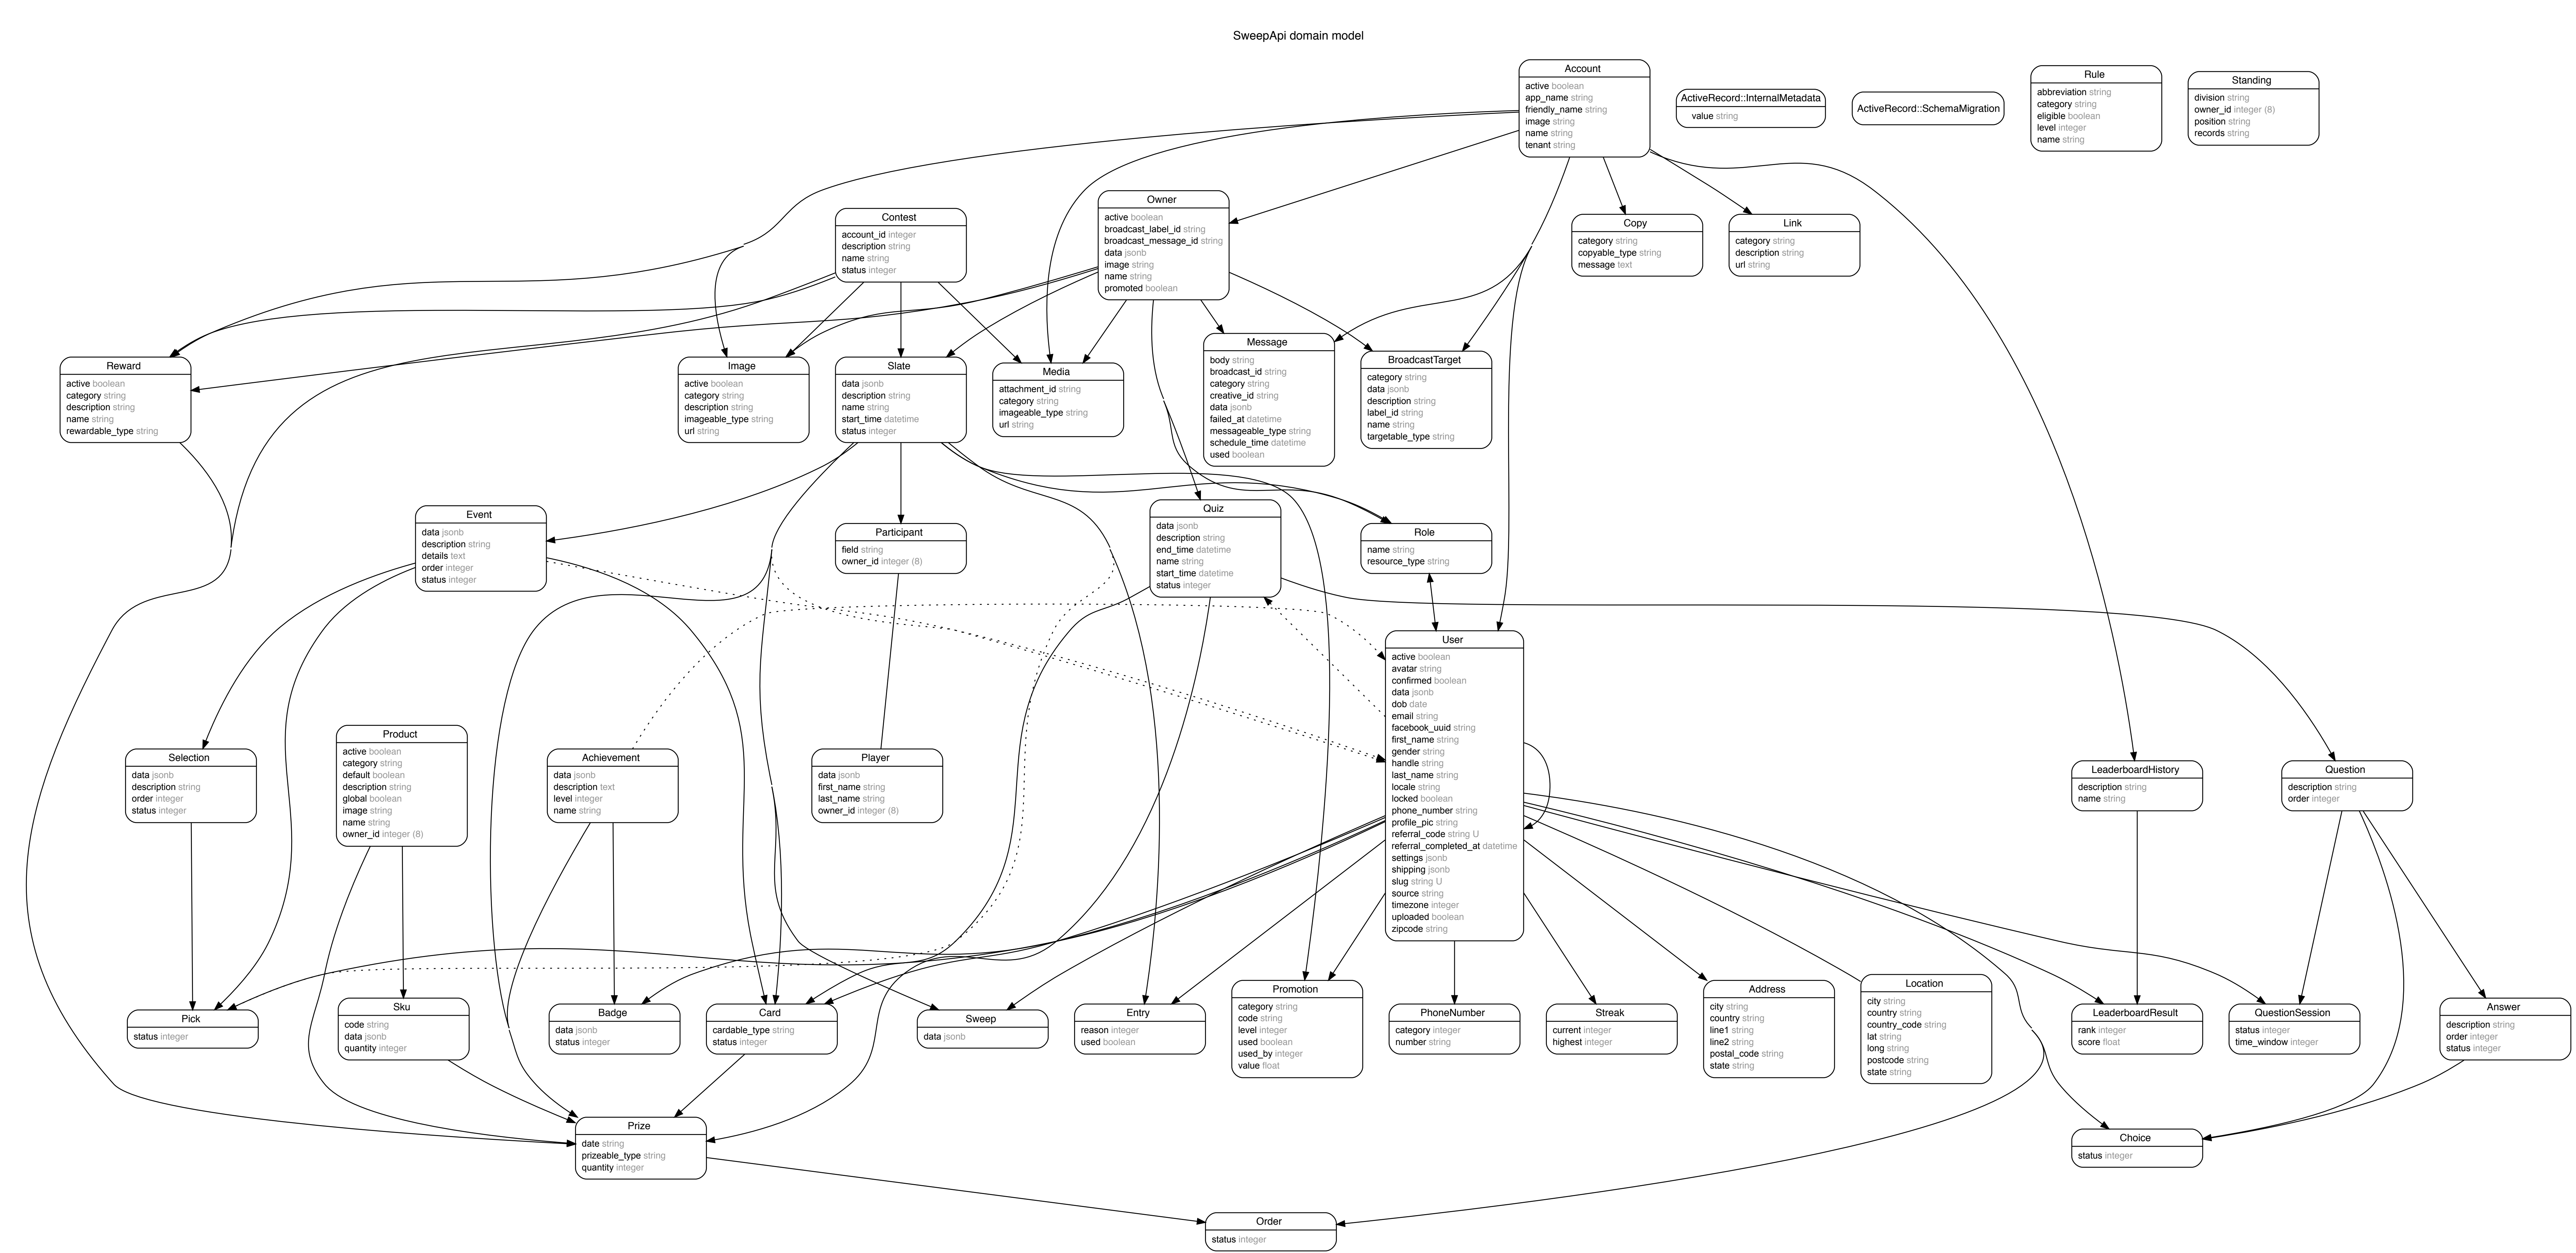 SweepApi domain model
Account
active boolean
app_name string
friendly_name string
image string
name string
tenant string
ActiveRecord::InternalMetadata
value string
ActiveRecord::SchemaMigration
Rule
abbreviation string
category string
eligible boolean
level integer
name string
Standing
division string
owner_id integer (8)
position string
records string
Contest
account_id integer
description string
name string
status integer
Owner
active boolean
broadcast_label_id string
broadcast_message_id string
data jsonb
image string
name string
promoted boolean
Copy
category string
copyable_type string
message text
Link
category string
description string
url string
Reward
active boolean
category string
description string
name string
rewardable_type string
Image
active boolean
category string
description string
imageable_type string
url string
Slate
data jsonb
description string
name string
start_time datetime
status integer
Media
attachment_id string
category string
imageable_type string
url string
Message
body string
broadcast_id string
category string
creative_id string
data jsonb
failed_at datetime
messageable_type string
schedule_time datetime
used boolean
BroadcastTarget
category string
data jsonb
description string
label_id string
name string
targetable_type string
Event
data jsonb
description string
details text
order integer
status integer
Participant
field string
owner_id integer (8)
Quiz
data jsonb
description string
end_time datetime
name string
start_time datetime
status integer
Role
name string
resource_type string
User
active boolean
avatar string
confirmed boolean
data jsonb
dob date
email string
facebook_uuid string
first_name string
gender string
handle string
last_name string
locale string
locked boolean
phone_number string
profile_pic string
referral_code string U
referral_completed_at datetime
settings jsonb
shipping jsonb
slug string U
source string
timezone integer
uploaded boolean
zipcode string
Selection
data jsonb
description string
order integer
status integer
Product
active boolean
category string
default boolean
description string
global boolean
image string
name string
owner_id integer (8)
Achievement
data jsonb
description text
level integer
name string
Player
data jsonb
first_name string
last_name string
owner_id integer (8)
LeaderboardHistory
description string
name string
Question
description string
order integer
Pick
status integer
Sku
code string
data jsonb
quantity integer
Badge
data jsonb
status integer
Card
cardable_type string
status integer
Sweep
data jsonb
Entry
reason integer
used boolean
Promotion
category string
code string
level integer
used boolean
used_by integer
value float
PhoneNumber
category integer
number string
Streak
current integer
highest integer
Address
city string
country string
line1 string
line2 string
postal_code string
state string
Location
city string
country string
country_code string
lat string
long string
postcode string
state string
LeaderboardResult
rank integer
score float
QuestionSession
status integer
time_window integer
Answer
description string
order integer
status integer
Prize
date string
prizeable_type string
quantity integer
Choice
status integer
Order
status integer